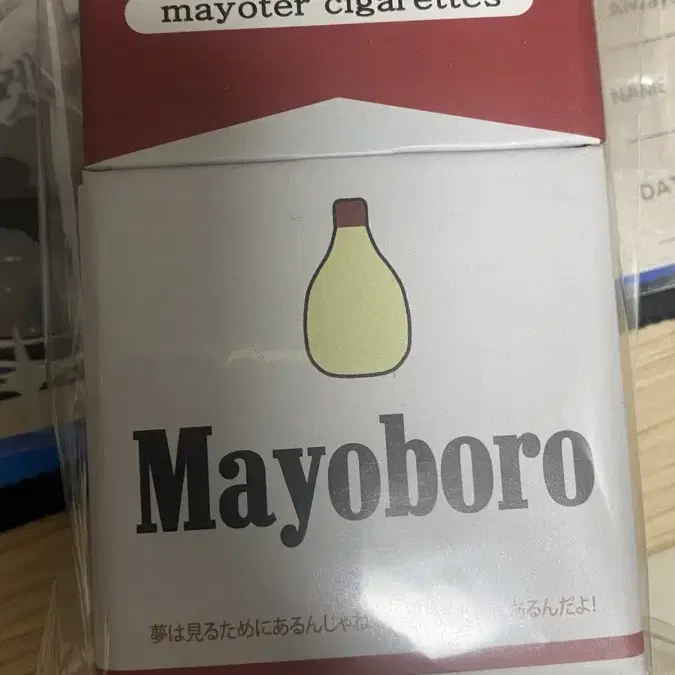 mayoter cigarettes
Mayoboro
夢は見るためにあるんじゃね あるんだよ!